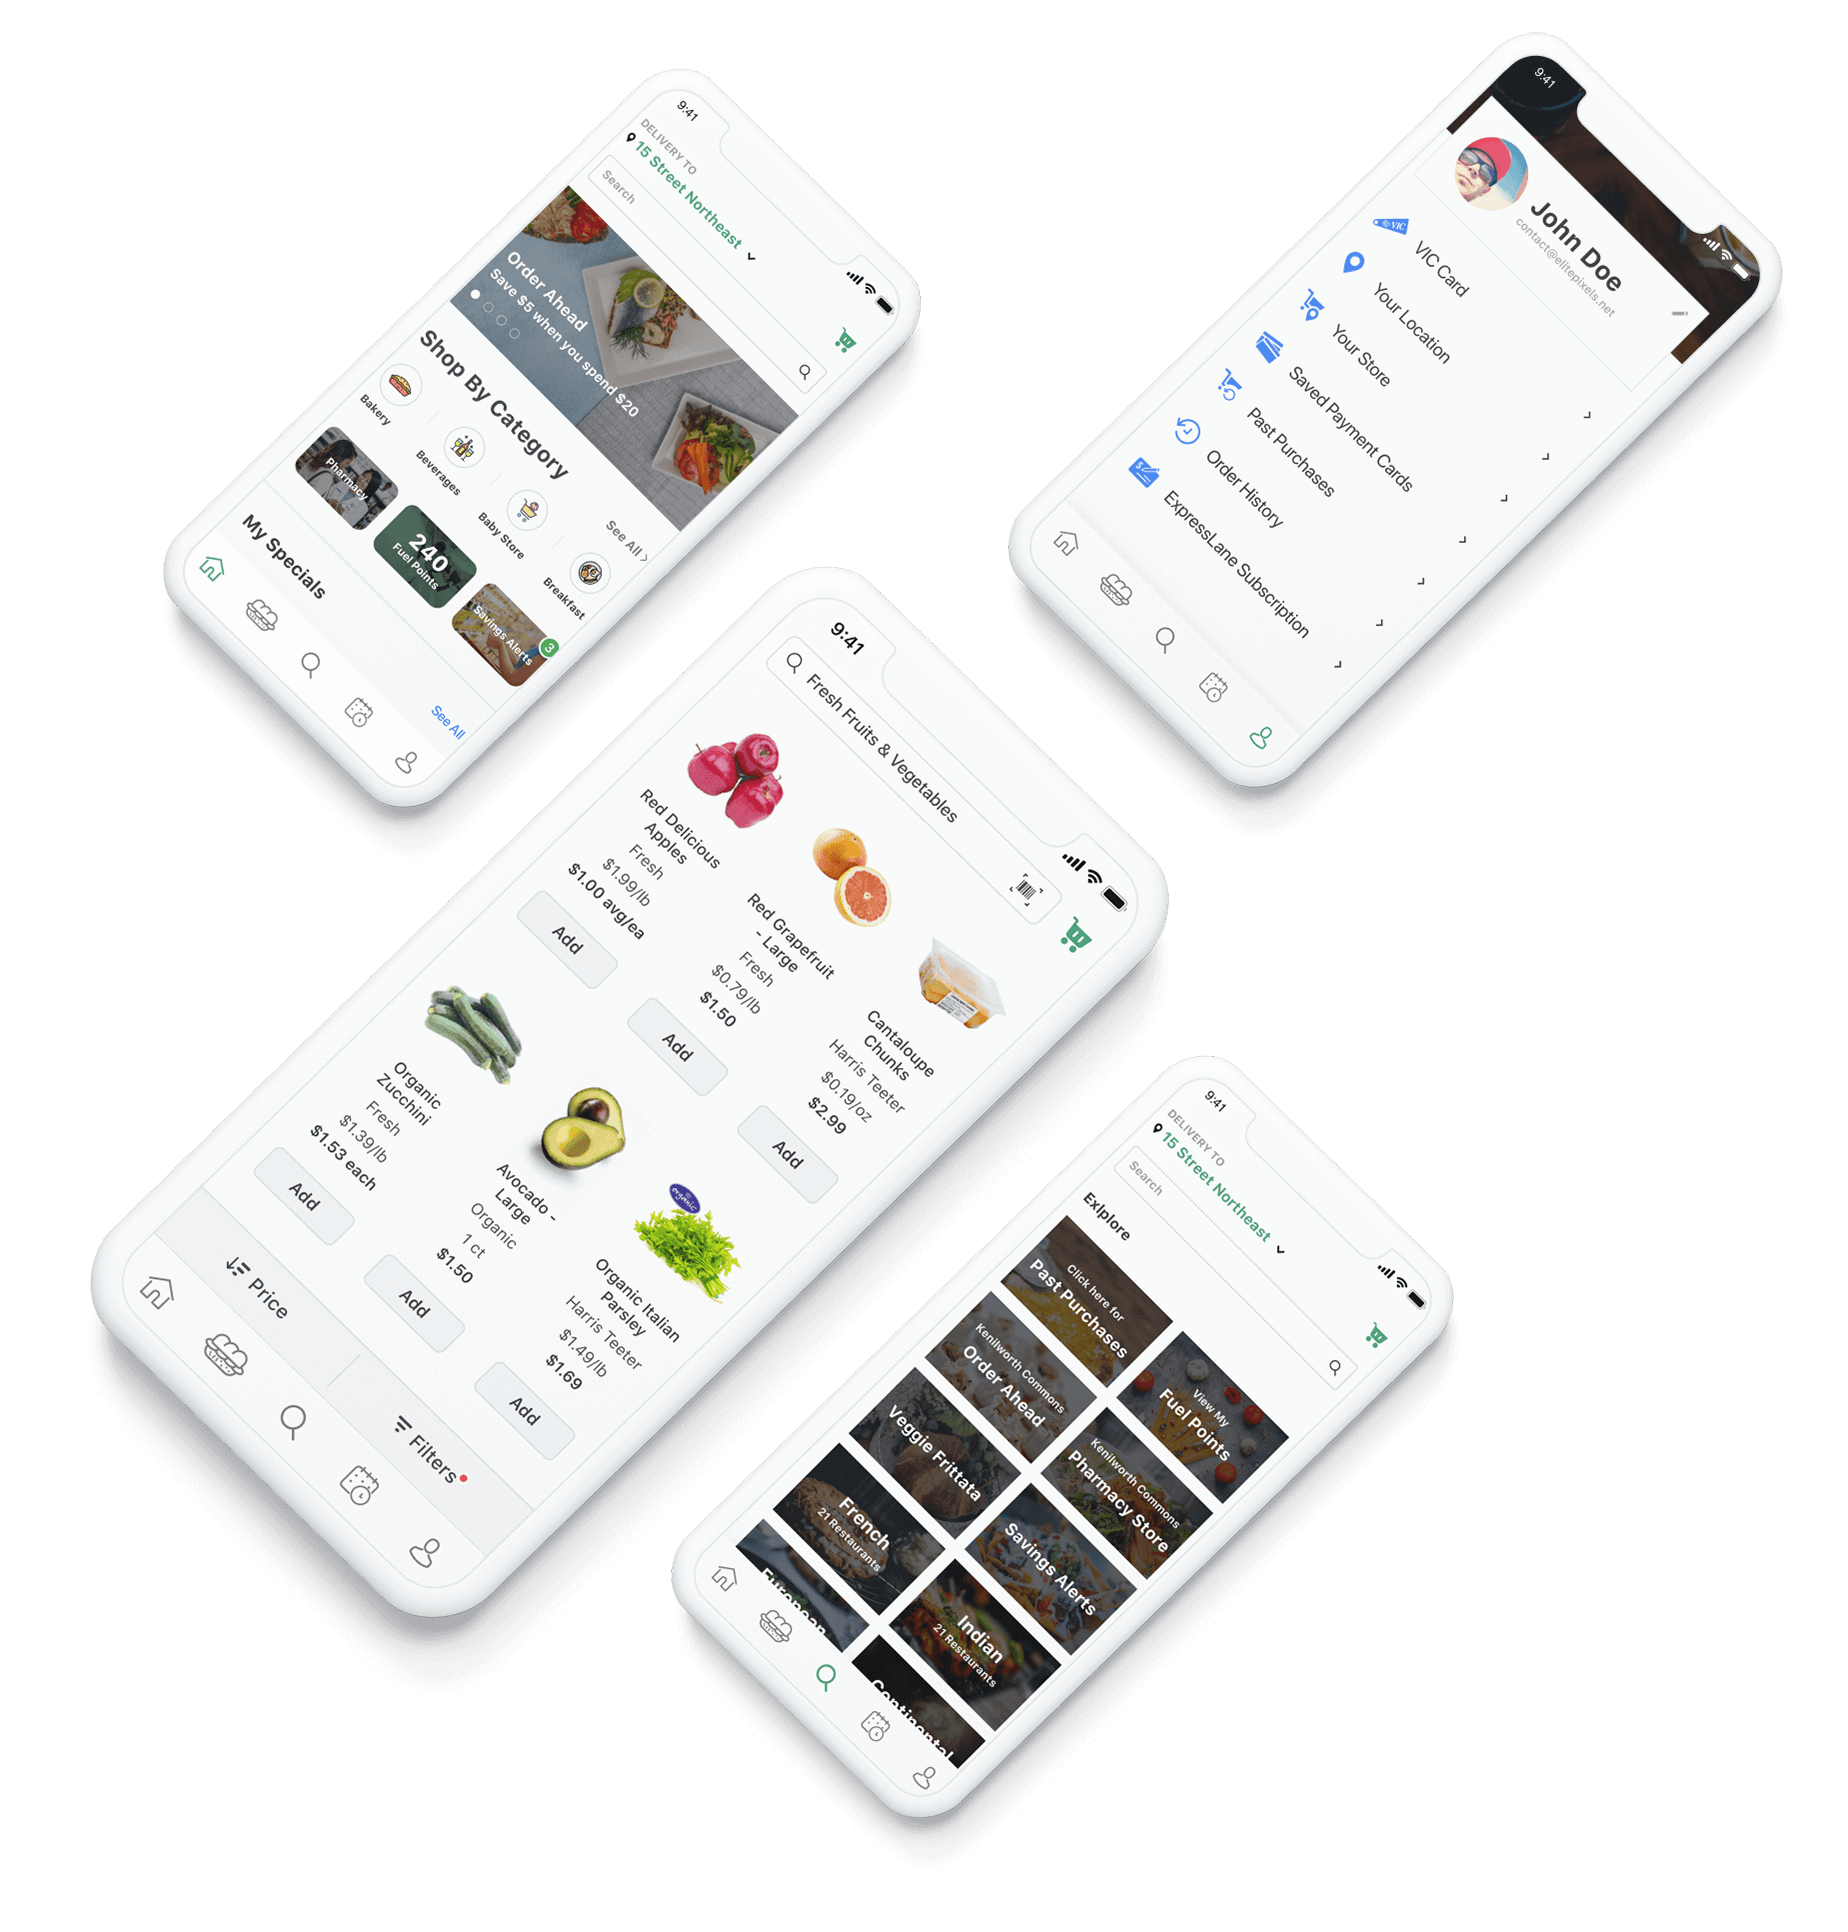 9:41
DELIVERY TO
15 Street Northeast
Search
Order Ahead
Save $5 when you spend $20
Shop By Category
See All
Bakery
Beverages
Baby Store
Breakfast
Pharmacy
240
Fuel Points
Savings Alerts
3
My Specials
See All
9:41
John Doe
contact@elitepixels.net
VIC
VIC Card
Your Location
Your Store
Saved Payment Cards
Past Purchases
Order History
ExpressLane Subscription
9:41
Fresh Fruits & Vegetables
Red Delicious
Apples
Fresh
$1.99/lb
$1.00 avg/ea
Add
Red Grapefruit
- Large
Fresh
$0.79/lb
$1.50
Add
Cantaloupe
Chunks
Harris Teeter
$0.19/oz
$2.99
Add
Organic
Zucchini
Fresh
$1.39/lb
$1.53 each
Add
Avocado -
Large
Organic
1 ct
$1.50
Add
organic
Organic Italian
Parsley
Harris Teeter
$1.49/lb
$1.69
Add
Price
Filters
9:41
DELIVERY TO
15 Street Northeast
Search
Exlplore
Click here for
Past Purchases
View My
Fuel Points
Kenilworth Commons
Order Ahead
Kenilworth Commons
Pharmacy Store
Veggie Frittata
Savings Alerts
French
21 Restaurants
Indian
21 Restaurants
European
Continental